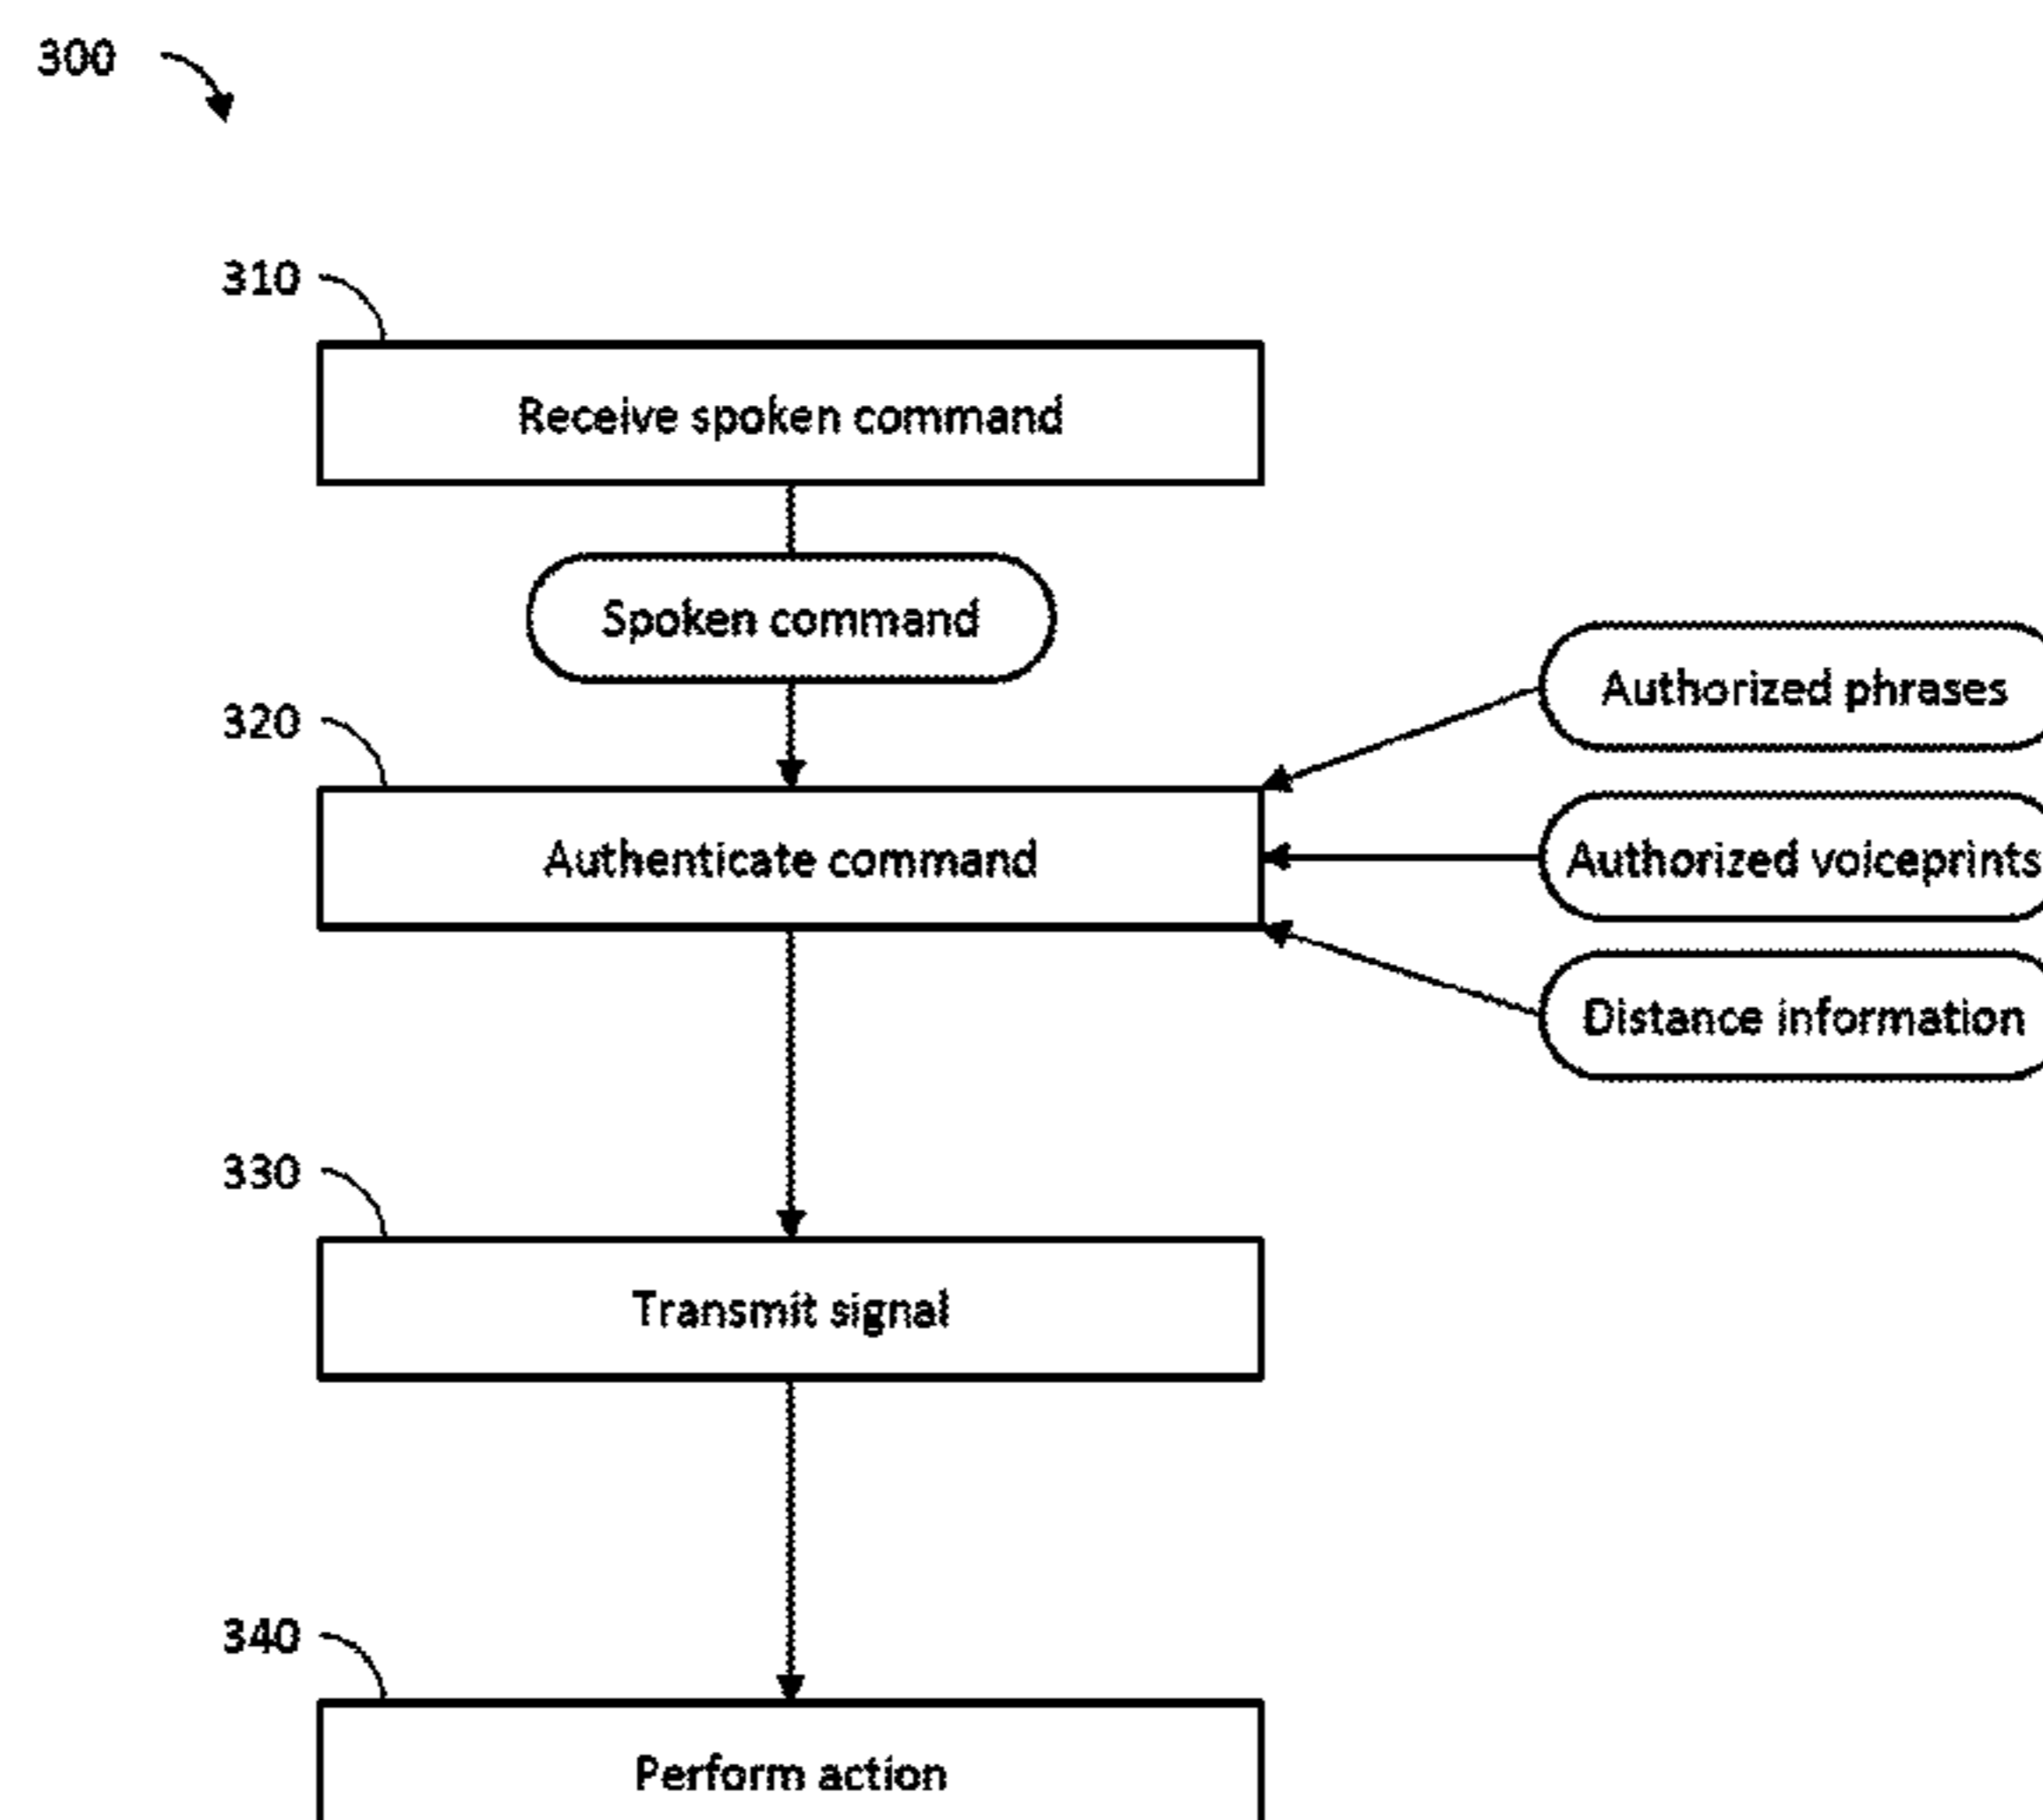 300
310
Receive spoken command
Spoken command
320
Authorized phrases
Authenticate command
Authorized voiceprints
Distance information
330
Transmit signal
340
Perform action